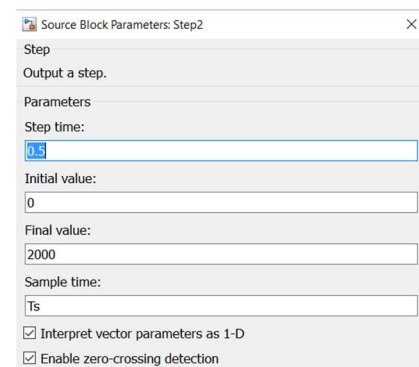 Source Block Parameters: Step2
Step
Output a step.
Parameters
Step time:
0.5
Initial value:
0
Final value:
2000
Sample time:
Ts
Interpret vector parameters as 1-D
Enable zero-crossing detection